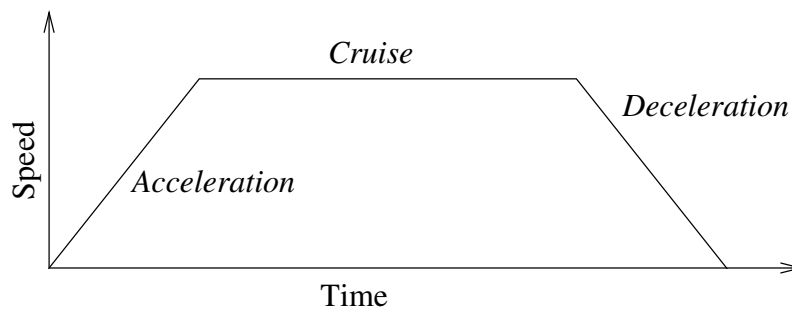 Cruise
Deceleration
Speed
Acceleration
Time